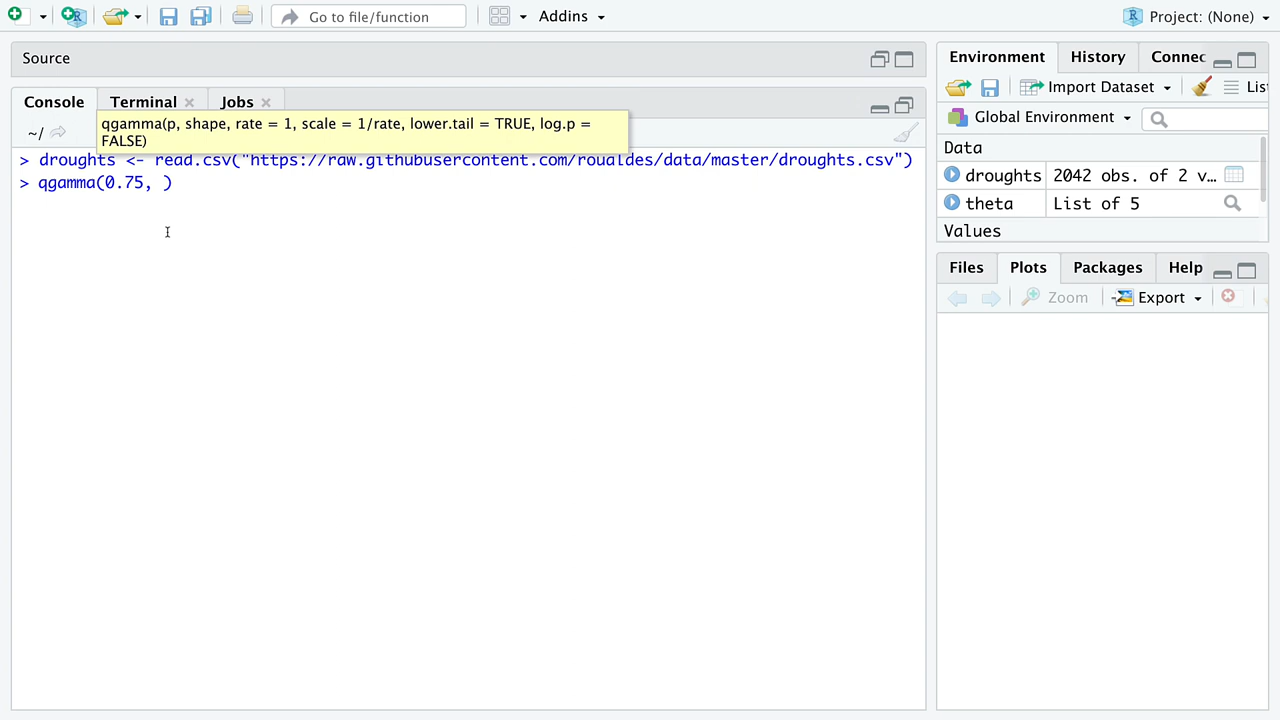 Go to file/function
Addins
Project: (None)
Source
Console
Terminal
Jobs
~/
qgamma(p, shape, rate = 1, scale = 1/rate, lower.tail = TRUE, log.p =
FALSE)
> droughts <- read.csv("https://raw.githubusercontent.com/roualdes/data/master/droughts.csv")
> qgamma(0.75, )
Environment
History
Connec
Import Dataset
Lis
Global Environment
Data
droughts
2042 obs. of 2 v…
theta
List of 5
Values
Files
Plots
Packages
Help
Zoom
Export